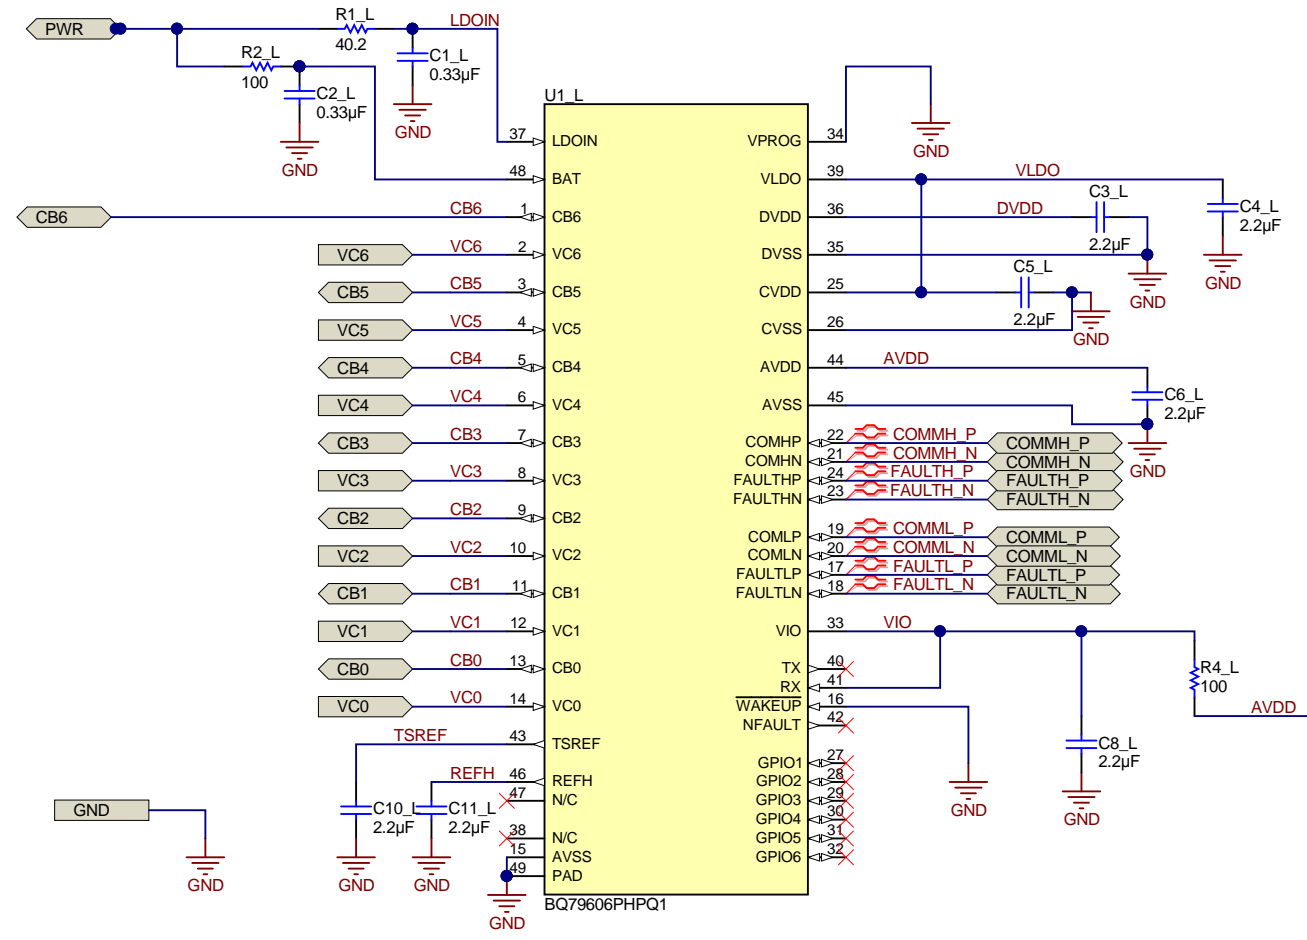 PWR
R1_L
40.2
LDOIN
R2_L
100
C1_L
0.33µF
C2_L
0.33µF
GND
GND
U1_L
37 LDOIN
48 BAT
CB6 CB6 1 CB6
VC6 VC6 2 VC6
CB5 CB5 3 CB5
VC5 VC5 4 VC5
CB4 CB4 5 CB4
VC4 VC4 6 VC4
CB3 CB3 7 CB3
VC3 VC3 8 VC3
CB2 CB2 9 CB2
VC2 VC2 10 VC2
CB1 CB1 11 CB1
VC1 VC1 12 VC1
CB0 CB0 13 CB0
VC0 VC0 14 VC0
TSREF 43 TSREF
REFH 46 REFH
47 N/C
38 N/C
15 AVSS
49 PAD
C10_L
2.2µF
C11_L
2.2µF
GND
GND
GND
GND
GND
BQ79606PHPQ1
VPROG 34
GND
VLDO 39 VLDO
C4_L
2.2µF
GND
DVDD 36 DVDD
C3_L
2.2µF
DVSS 35
GND
CVDD 25
C5_L
2.2µF
CVSS 26
GND
AVDD 44 AVDD
AVSS 45
C6_L
2.2µF
GND
COMHP 22 COMMH_P COMMH_P
COMHN 21 COMMH_N COMMH_N
FAULTHP 24 FAULTH_P FAULTH_P
FAULTHN 23 FAULTH_N FAULTH_N
COMLP 19 COMML_P COMML_P
COMLN 20 COMML_N COMML_N
FAULTLP 17 FAULTL_P FAULTL_P
FAULTLN 18 FAULTL_N FAULTL_N
VIO 33 VIO
TX 40
RX 41
WAKEUP 16
NFAULT 42
R4_L
100
AVDD
C8_L
2.2µF
GND
GND
GPIO1 27
GPIO2 28
GPIO3 29
GPIO4 30
GPIO5 31
GPIO6 32